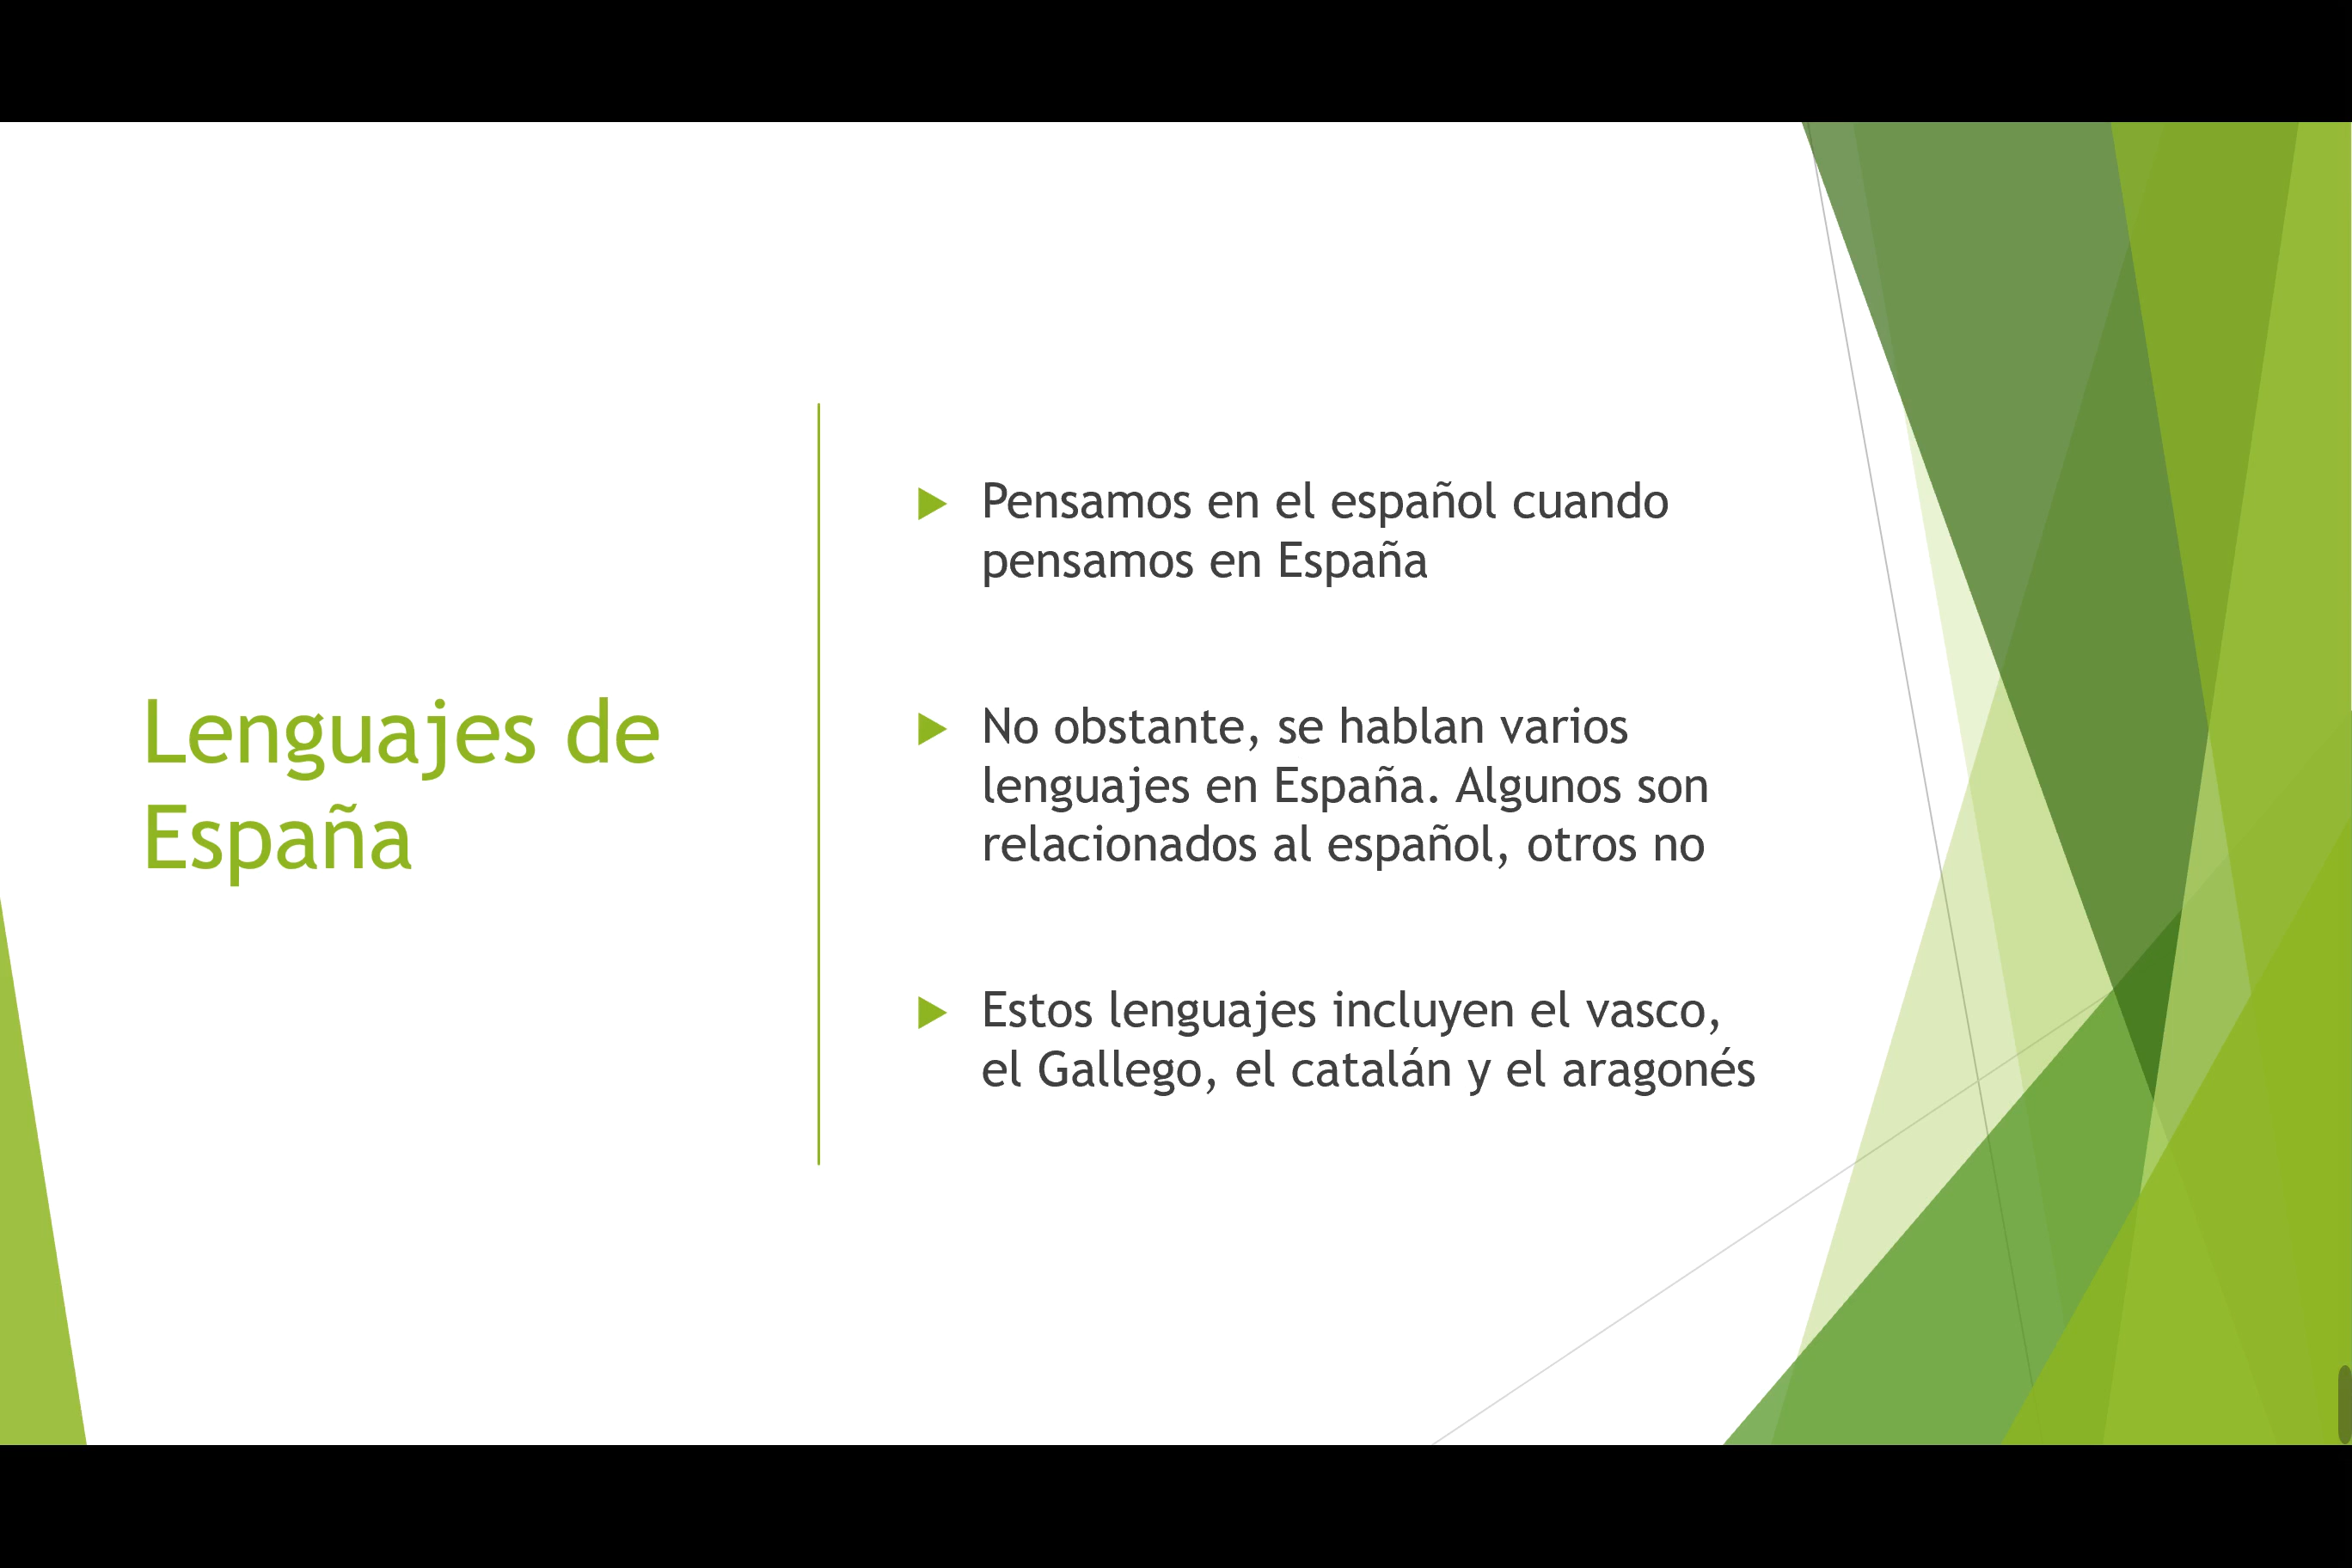 Lenguajes de
España
Pensamos en el español cuando
pensamos en España
No obstante, se hablan varios
lenguajes en España. Algunos son
relacionados al español, otros no
Estos lenguajes incluyen el vasco,
el Gallego, el catalán y el aragonés